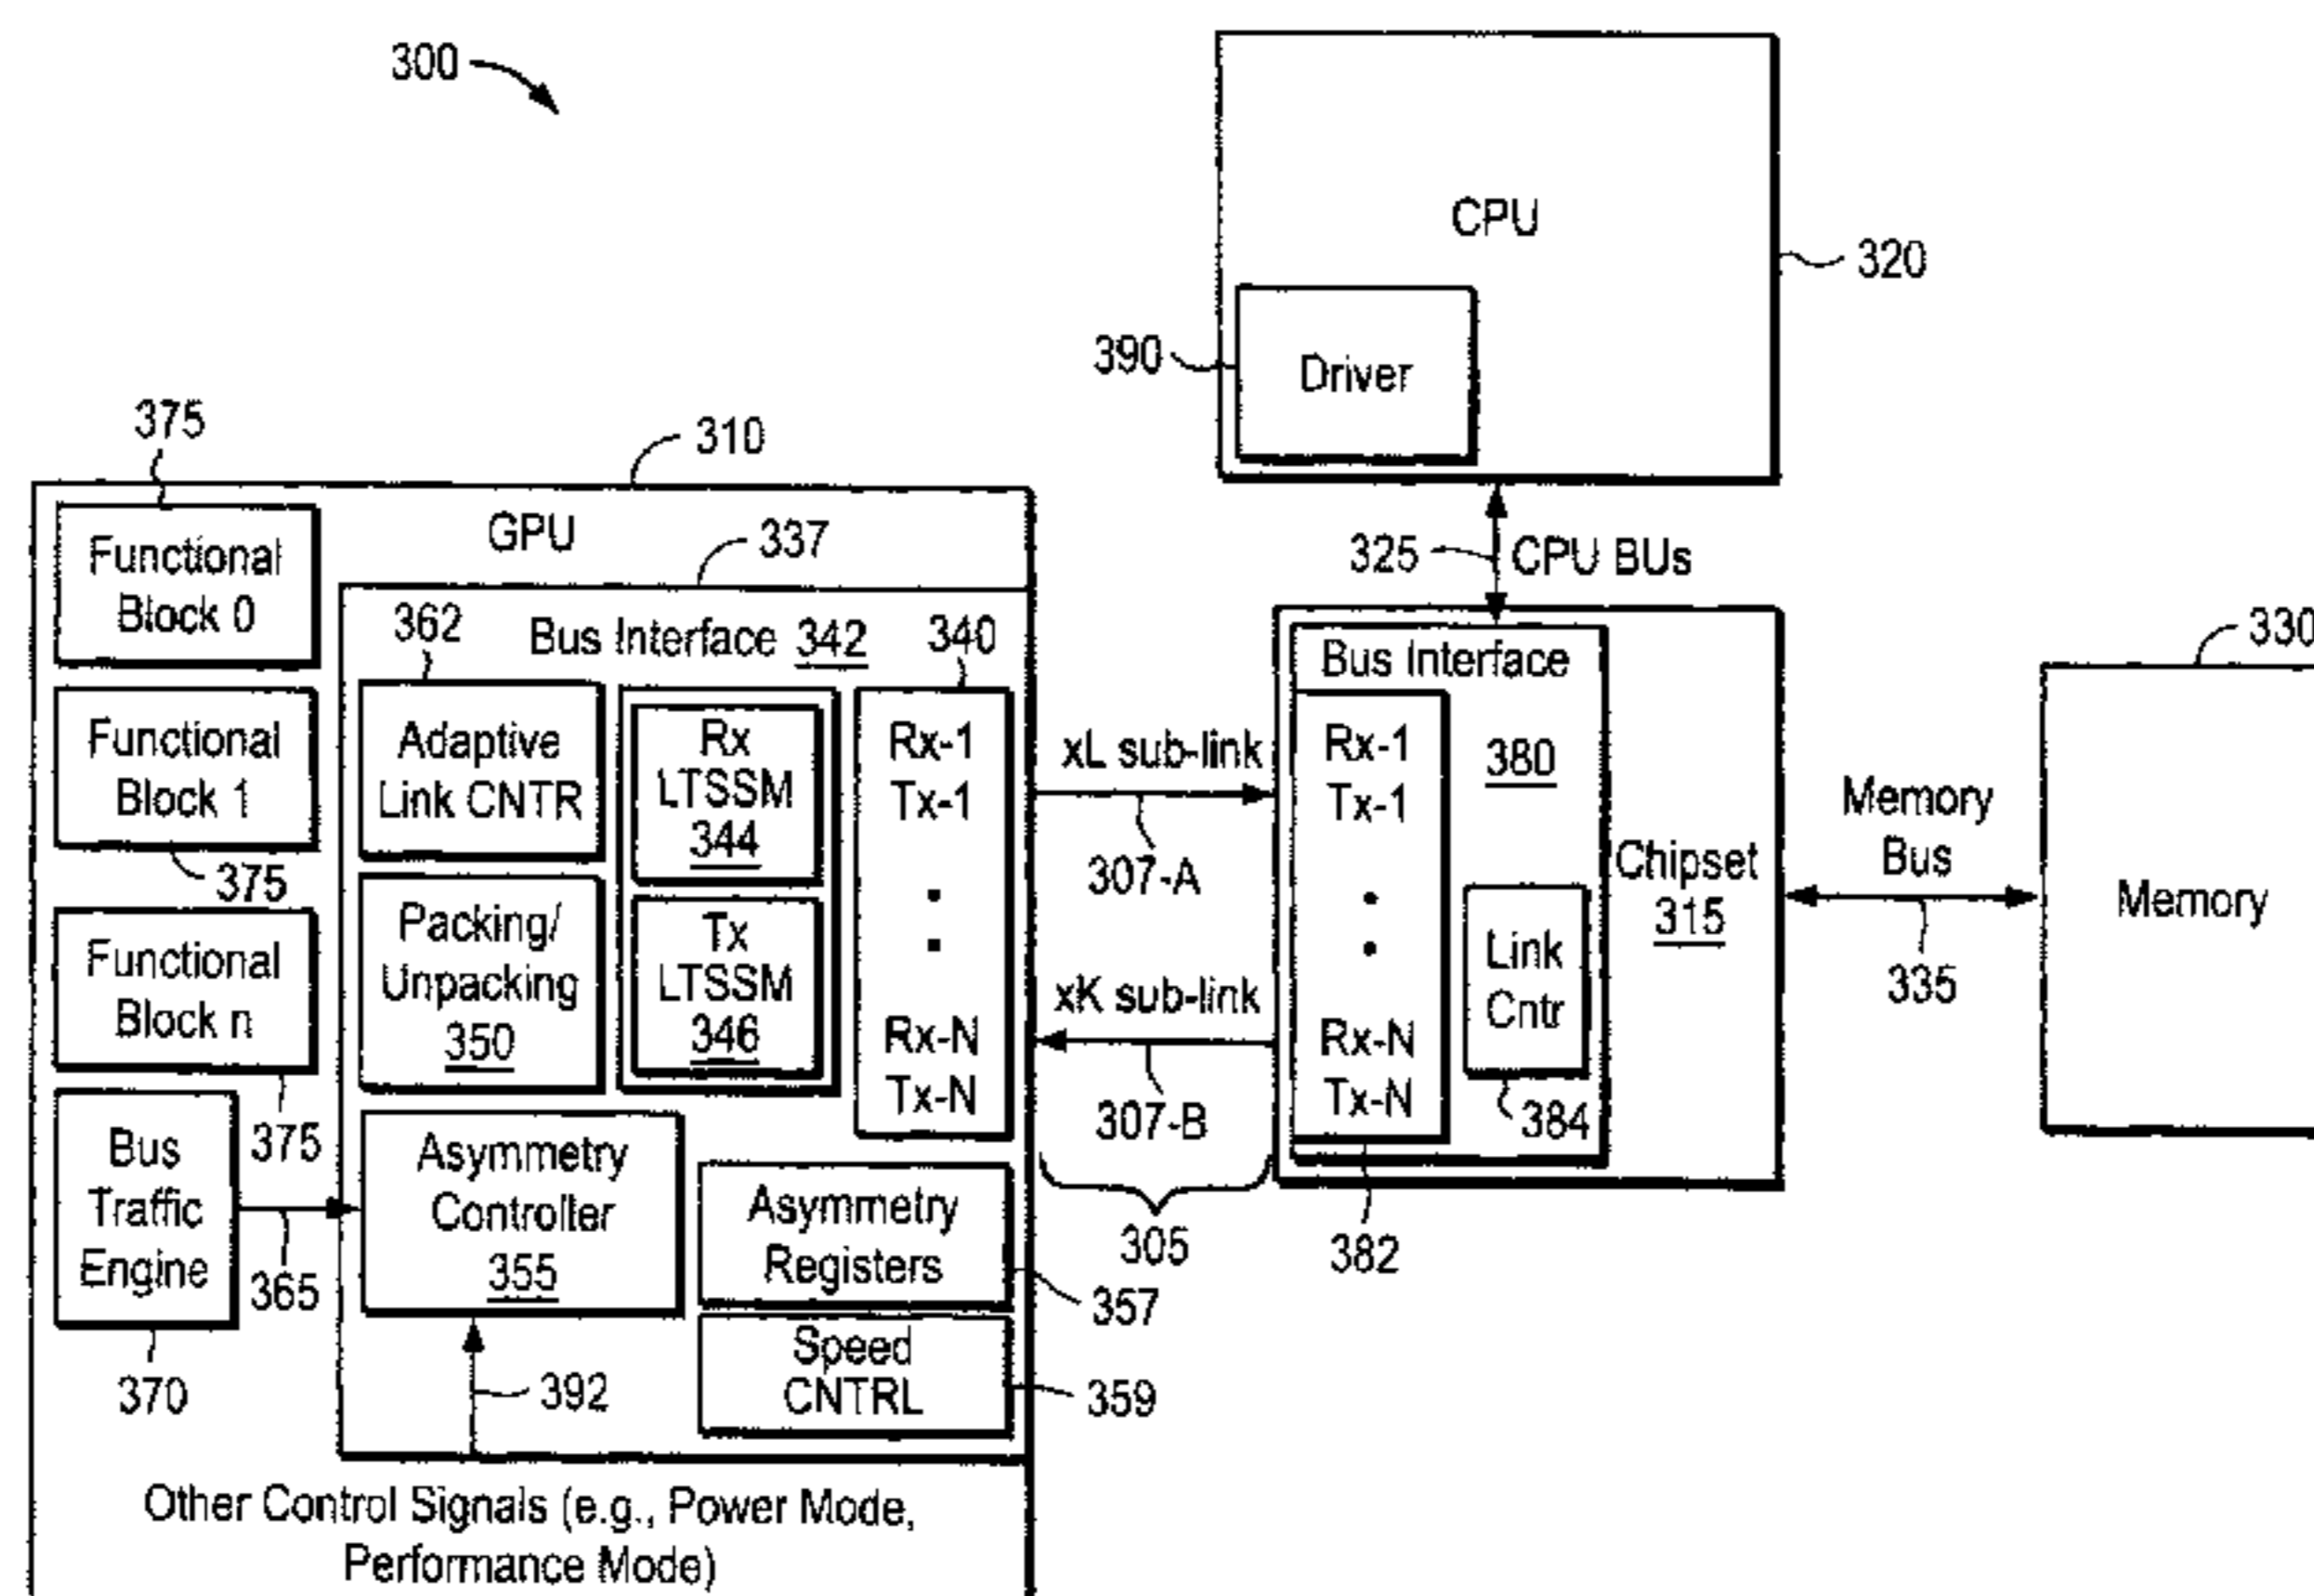 300
CPU
320
390
Driver
375
310
GPU
337
325
CPU BUs
Functional
Block 0
362
Bus Interface 342
340
Bus Interface
330
Functional
Block 1
375
Adaptive
Link CNTR
Rx
LTSSM
344
Rx-1
Tx-1
xL sub-link
307-A
Rx-1
Tx-1
380
Chipset
315
Memory
Bus
335
Memory
Functional
Block n
375
Packing/
Unpacking
350
Tx
LTSSM
346
Rx-N
Tx-N
xK sub-link
307-B
Rx-N
Tx-N
Link
Cntr
384
Bus
Traffic
Engine
365
370
Asymmetry
Controller
355
Asymmetry
Registers
305
382
357
392
Speed
CNTRL
359
Other Control Signals (e.g., Power Mode,
Performance Mode)